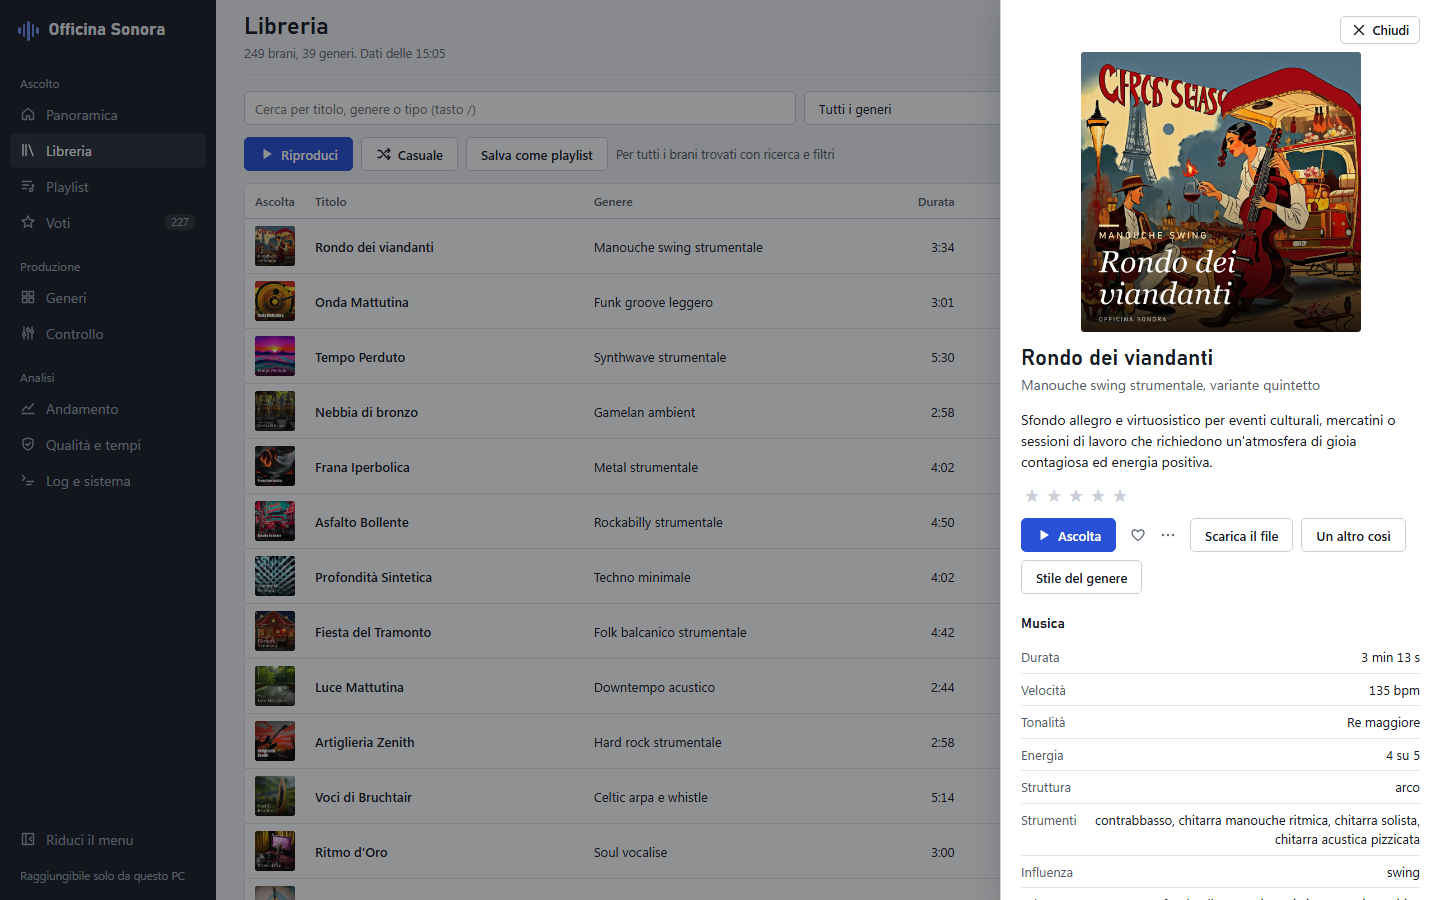 Officina Sonora
Ascolto
Panoramica
Libreria
Playlist
Voti 227
Produzione
Generi
Controllo
Analisi
Andamento
Qualità e tempi
Log e sistema
Riduci il menu
Raggiungibile solo da questo PC
Libreria
249 brani, 39 generi. Dati delle 15:05
Cerca per titolo, genere o tipo (tasto /)
Tutti i generi
Riproduci
Casuale
Salva come playlist
Per tutti i brani trovati con ricerca e filtri
Ascolta Titolo Genere Durata
Rondo dei viandanti Manouche swing strumentale 3:34
Onda Mattutina Funk groove leggero 3:01
Tempo Perduto Synthwave strumentale 5:30
Nebbia di bronzo Gamelan ambient 2:58
Frana Iperbolica Metal strumentale 4:02
Asfalto Bollente Rockabilly strumentale 4:50
Profondità Sintetica Techno minimale 4:02
Fiesta del Tramonto Folk balcanico strumentale 4:42
Luce Mattutina Downtempo acustico 2:44
Artiglieria Zenith Hard rock strumentale 2:58
Voci di Bruchtair Celtic arpa e whistle 5:14
Ritmo d'Oro Soul vocalise 3:00
Chiudi
MANOUCHE SWING
Rondo dei
viandanti
OFFICINA SONORA
Rondo dei viandanti
Manouche swing strumentale, variante quintetto
Sfondo allegro e virtuosistico per eventi culturali, mercatini o
sessioni di lavoro che richiedono un'atmosfera di gioia
contagiosa ed energia positiva.
Ascolta
Scarica il file
Un altro così
Stile del genere
Musica
Durata 3 min 13 s
Velocità 135 bpm
Tonalità Re maggiore
Energia 4 su 5
Struttura arco
Strumenti contrabbasso, chitarra manouche ritmica, chitarra solista,
chitarra acustica pizzicata
Influenza swing